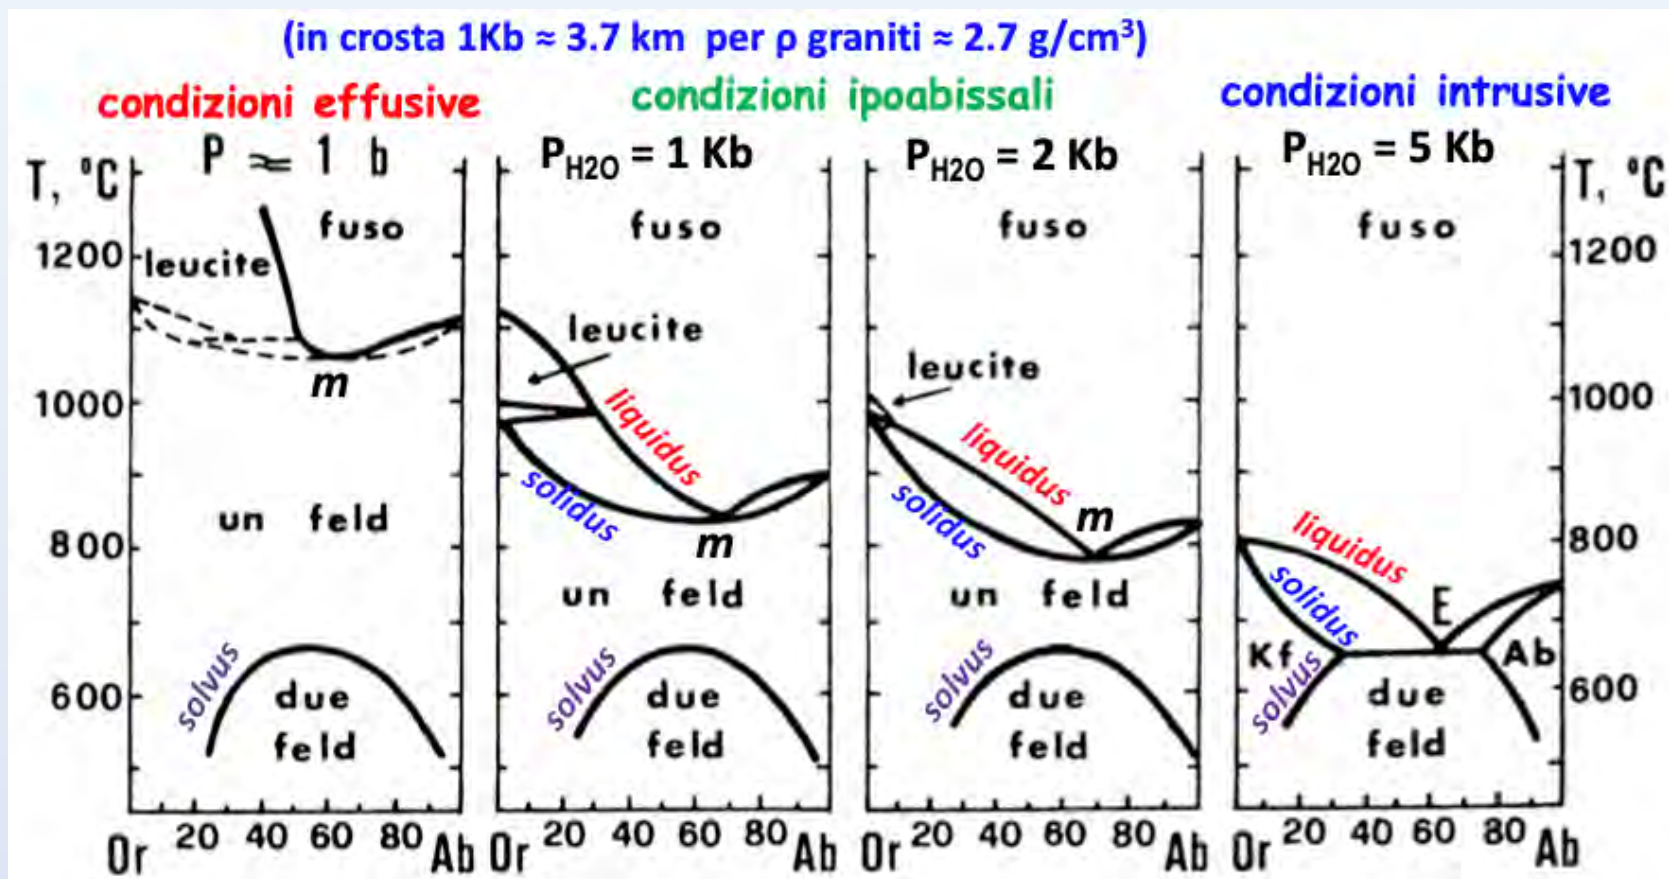 (in crosta 1Kb ≈ 3.7 km per ρ graniti ≈ 2.7 g/cm³)
condizioni effusive
condizioni ipoabissali
condizioni intrusive
P ≈ 1 b
P_H2O = 1 Kb
P_H2O = 2 Kb
P_H2O = 5 Kb
T, °C
1200
1000
800
600
leucite
fuso
m
un feld
solvus
due
feld
Or 20 40 60 80 Ab
fuso
leucite
liquidus
solidus
m
un feld
solvus
due
feld
Or 20 40 60 80 Ab
fuso
leucite
liquidus
solidus
m
un feld
solvus
due
feld
Or 20 40 60 80 Ab
fuso
liquidus
solidus
E
Kf
Ab
solvus
due
feld
Or 20 40 60 80 Ab
T, °C
1200
1000
800
600